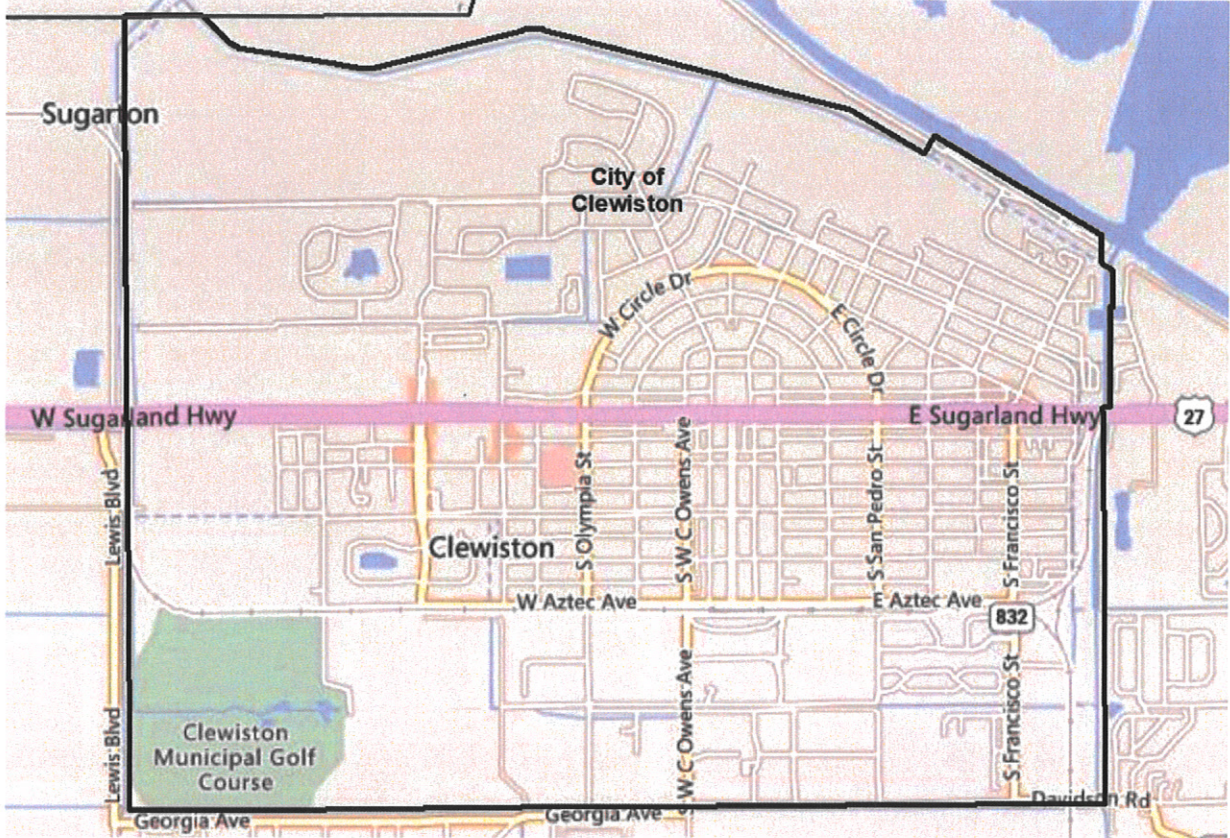 Sugarton
City of
Clewiston
W Circle Dr
E Circle Dr
W Sugarland Hwy
E Sugarland Hwy
27
Lewis Blvd
S Olympia St
S W C Owens Ave
S San Pedro St
S Francisco St
Clewiston
W Aztec Ave
E Aztec Ave
832
Lewis Blvd
S W C Owens Ave
S Francisco St
Clewiston
Municipal Golf
Course
Davidson Rd
Georgia Ave
Georgia Ave